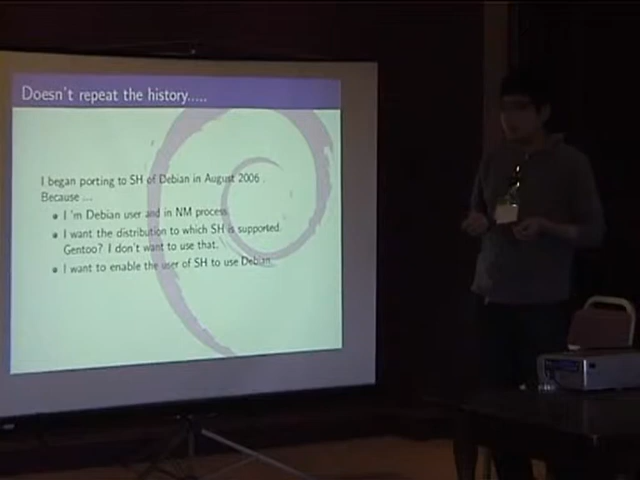 Doesn't repeat the history.....
I began porting to SH of Debian in August 2006 .
Because ...
I 'm Debian user and in NM process.
I want the distribution to which SH is supported.
Gentoo? I don't want to use that.
I want to enable the user of SH to use Debian.